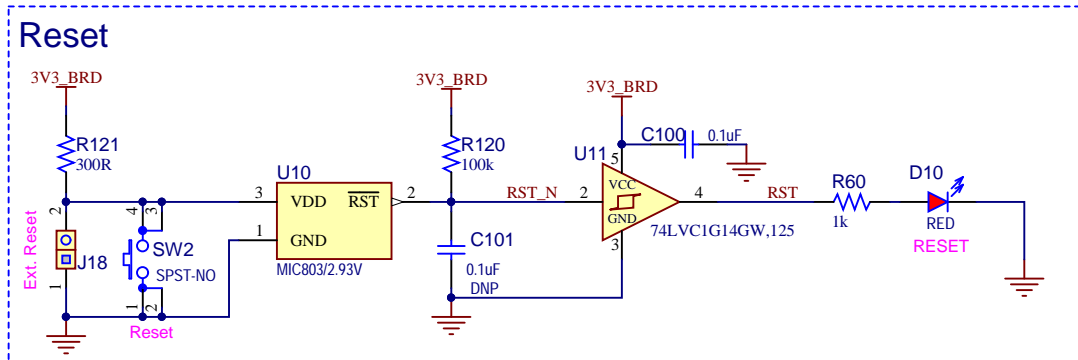 Reset
3V3_BRD
3V3_BRD
3V3_BRD
R121
300R
R120
100k
C100
0.1uF
U11
5
VCC
GND
2
4
3
74LVC1G14GW,125
U10
3
VDD
RST
2
1
GND
MIC803/2.93V
RST_N
RST
R60
1k
D10
RED
RESET
C101
0.1uF
DNP
Ext. Reset
2
1
J18
4
3
SW2
SPST-NO
1
2
Reset